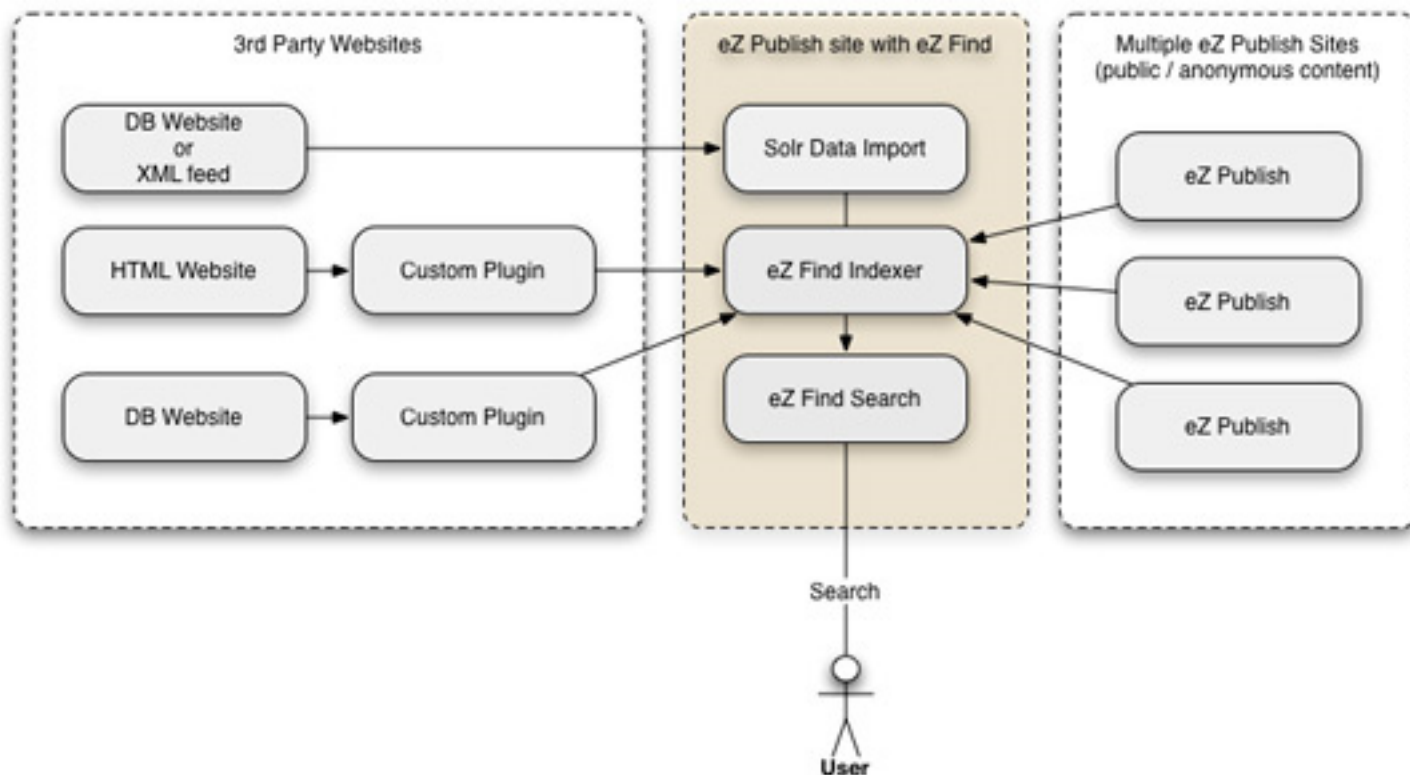 3rd Party Websites
DB Website
or
XML feed
HTML Website
Custom Plugin
DB Website
Custom Plugin
eZ Publish site with eZ Find
Solr Data Import
eZ Find Indexer
eZ Find Search
Multiple eZ Publish Sites
(public / anonymous content)
eZ Publish
eZ Publish
eZ Publish
Search
User